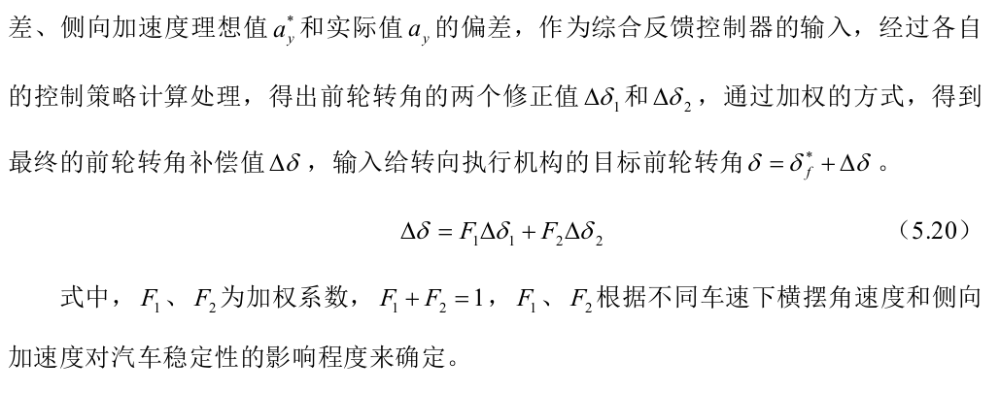 差、侧向加速度理想值 $a_y^*$ 和实际值 $a_y$ 的偏差，作为综合反馈控制器的输入，经过各自
的控制策略计算处理，得出前轮转角的两个修正值 $\Delta\delta_1$ 和 $\Delta\delta_2$，通过加权的方式，得到
最终的前轮转角补偿值 $\Delta\delta$，输入给转向执行机构的目标前轮转角 $\delta = \delta_f^* + \Delta\delta$。
$\Delta\delta = F_1\Delta\delta_1 + F_2\Delta\delta_2$ （5.20）
式中，$F_1$、$F_2$ 为加权系数，$F_1 + F_2 = 1$，$F_1$、$F_2$ 根据不同车速下横摆角速度和侧向
加速度对汽车稳定性的影响程度来确定。